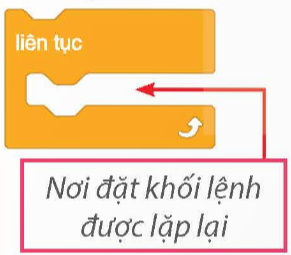 liên tục
Nơi đặt khối lệnh
được lặp lại